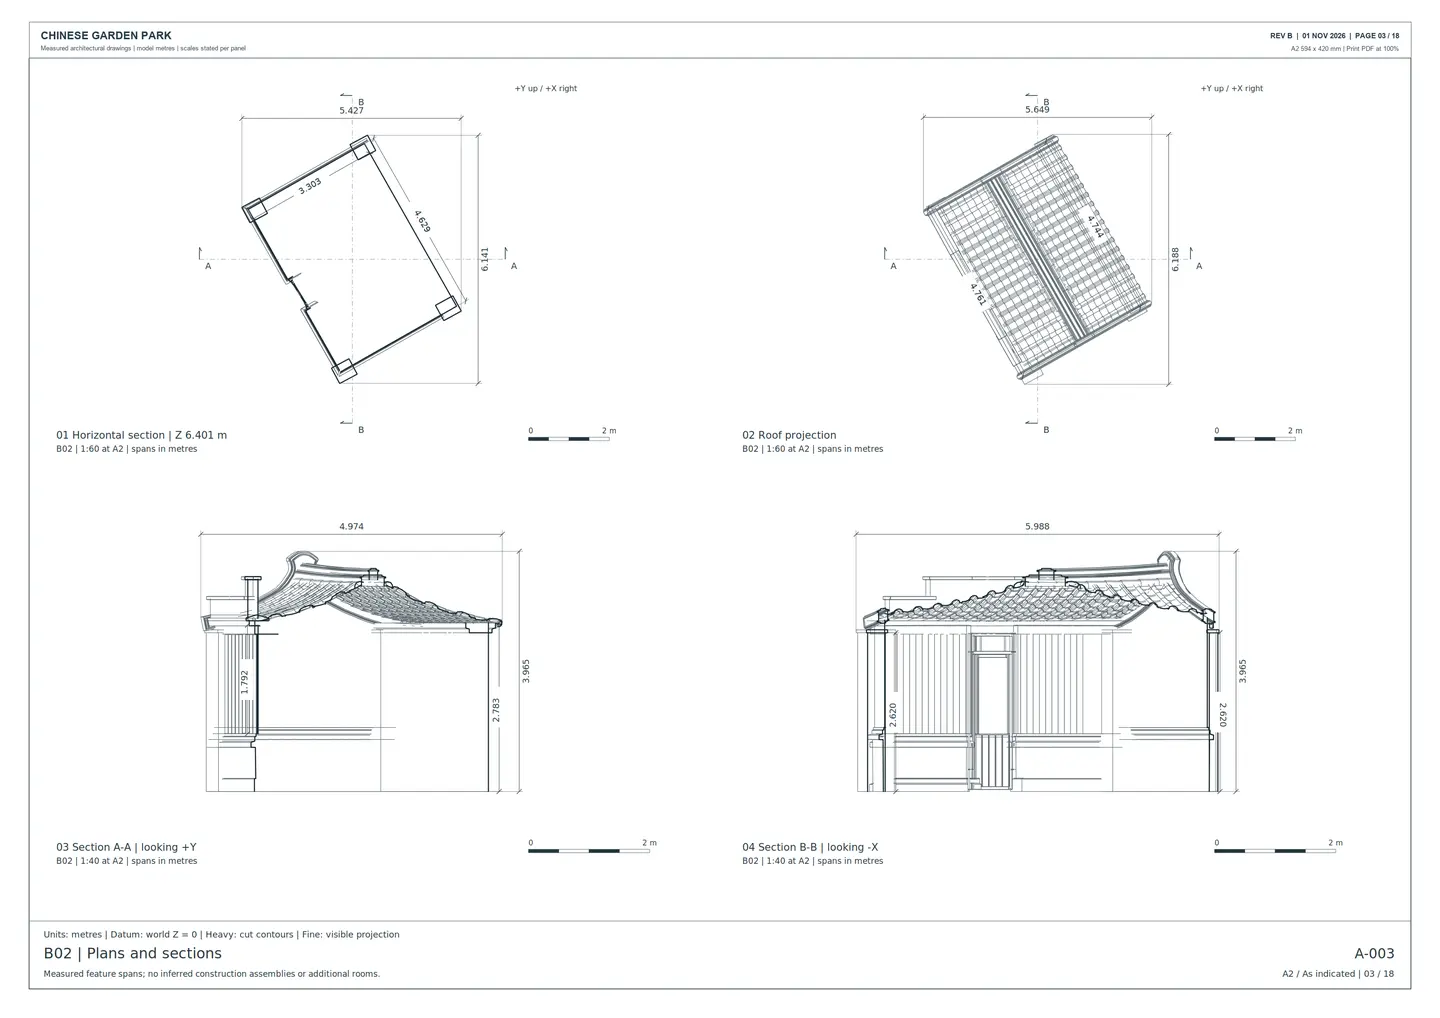 CHINESE GARDEN PARK
Measured architectural drawings | model metres | scales stated per panel
REV B | 01 NOV 2026 | PAGE 03 / 18
A2 594 x 420 mm | Print PDF at 100%
+Y up / +X right
B
5.427
3.303
4.629
6.141
A
A
B
01 Horizontal section | Z 6.401 m
B02 | 1:60 at A2 | spans in metres
0 2 m
+Y up / +X right
B
5.649
4.744
4.761
6.188
A
A
B
02 Roof projection
B02 | 1:60 at A2 | spans in metres
0 2 m
4.974
1.792
2.783
3.965
03 Section A-A | looking +Y
B02 | 1:40 at A2 | spans in metres
0 2 m
5.988
2.620
2.620
3.965
04 Section B-B | looking -X
B02 | 1:40 at A2 | spans in metres
0 2 m
Units: metres | Datum: world Z = 0 | Heavy: cut contours | Fine: visible projection
B02 | Plans and sections
Measured feature spans; no inferred construction assemblies or additional rooms.
A-003
A2 / As indicated | 03 / 18